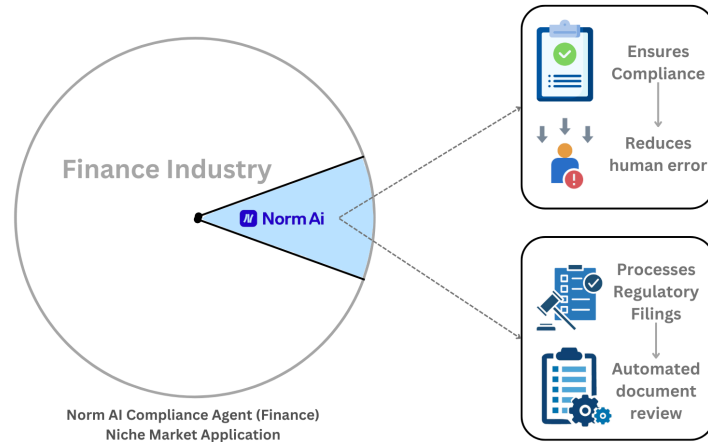 Finance Industry
Norm Ai
Ensures
Compliance
Reduces
human error
Processes
Regulatory
Filings
Automated
document
review
Norm AI Compliance Agent (Finance)
Niche Market Application